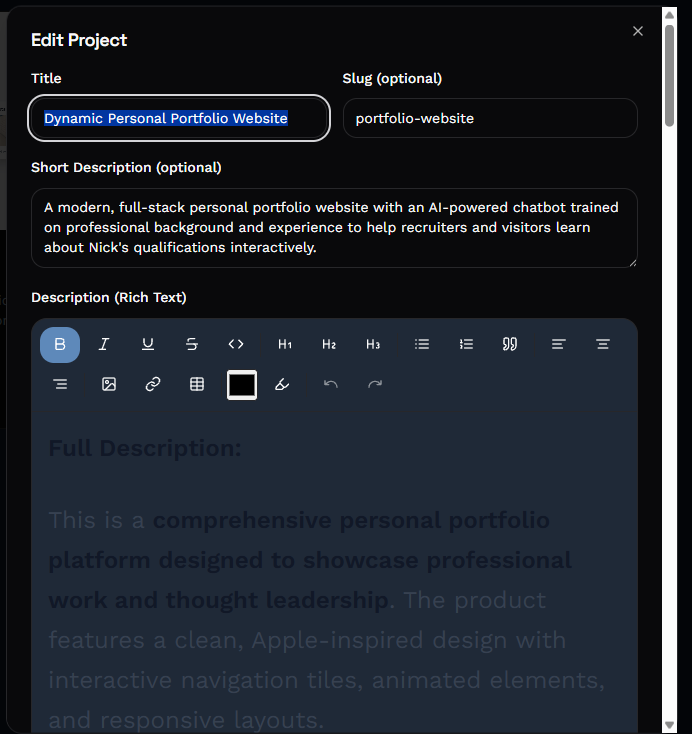 Edit Project
Title
Slug (optional)
Dynamic Personal Portfolio Website
portfolio-website
Short Description (optional)
A modern, full-stack personal portfolio website with an AI-powered chatbot trained
on professional background and experience to help recruiters and visitors learn
about Nick's qualifications interactively.
Description (Rich Text)
B I U S <> H1 H2 H3
Full Description:
This is a comprehensive personal portfolio
platform designed to showcase professional
work and thought leadership. The product
features a clean, Apple-inspired design with
interactive navigation tiles, animated elements,
and responsive layouts.